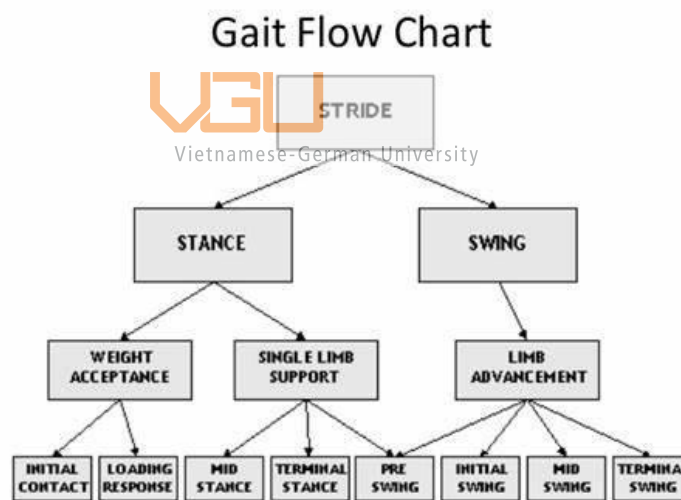 Gait Flow Chart
VGU
STRIDE
Vietnamese-German University
STANCE
SWING
WEIGHT
ACCEPTANCE
SINGLE LIMB
SUPPORT
LIMB
ADVANCEMENT
INITIAL
CONTACT
LOADING
RESPONSE
MID
STANCE
TERMINAL
STANCE
PRE
SWING
INITIAL
SWING
MID
SWING
TERMINAL
SWING